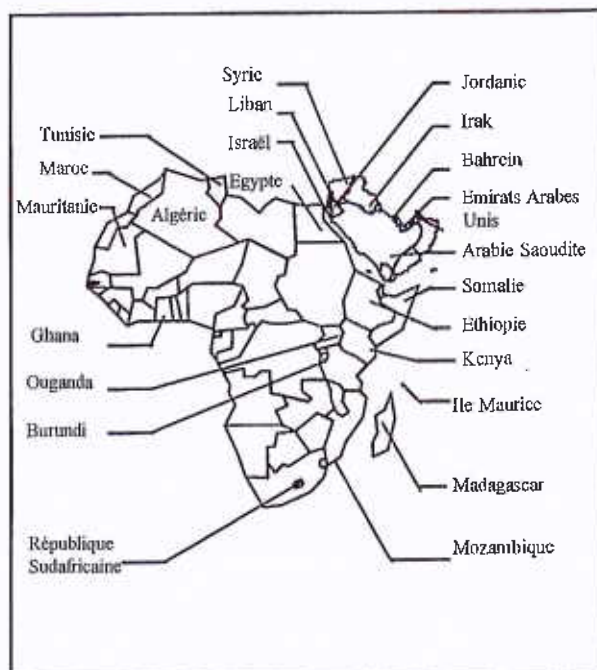 Syrie
Liban
Israël
Tunisie
Egypte
Maroc
Algérie
Mauritanie
Ghana
Ouganda
Burundi
République
Sudafricaine
Jordanie
Irak
Bahrein
Emirats Arabes
Unis
Arabie Saoudite
Somalie
Ethiopie
Kenya
Ile Maurice
Madagascar
Mozambique